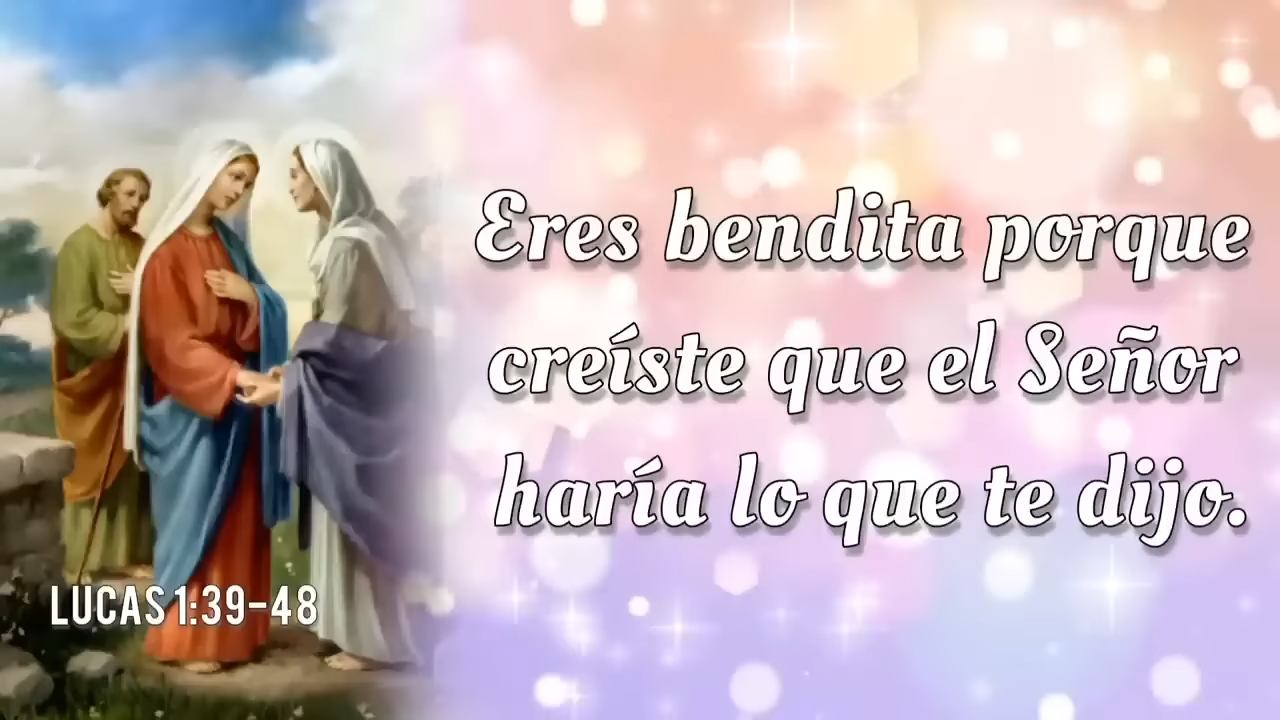 Eres bendita porque
creíste que el Señor
haría lo que te dijo.
LUCAS 1:39-48